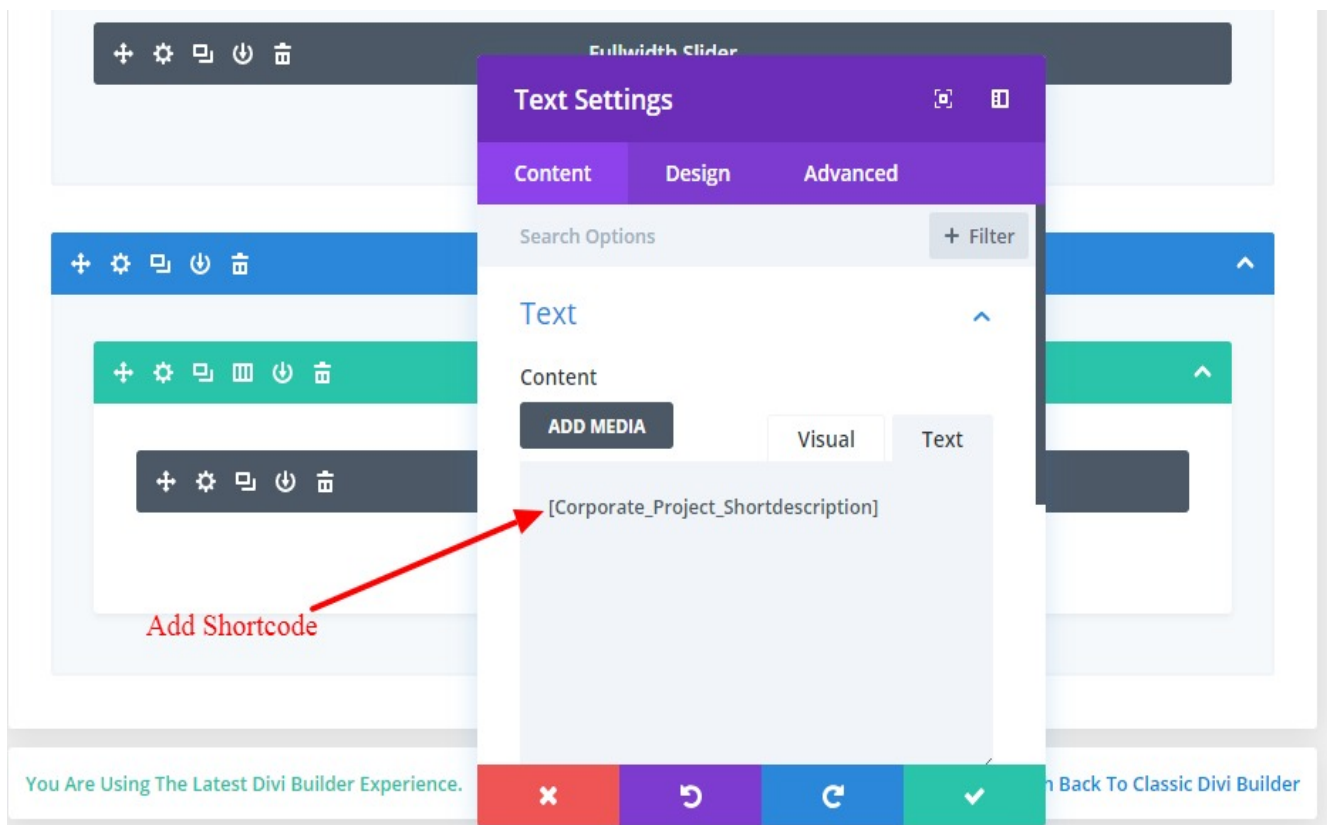 Fullwidth Slider
Text Settings
Content Design Advanced
Search Options + Filter
Text
Content
ADD MEDIA Visual Text
[Corporate_Project_Shortdescription]
Add Shortcode
You Are Using The Latest Divi Builder Experience. Back To Classic Divi Builder